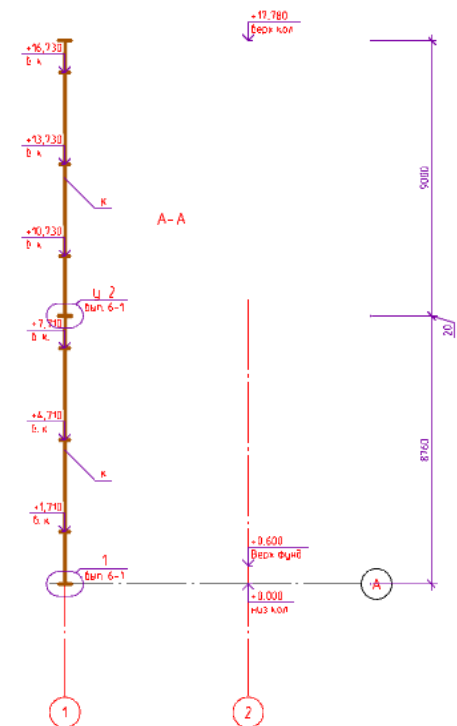 +17,780
верх кол
+16,730
в к
+13,730
в к
9000
к
А-А
+10,730
в к
ц 2
вып. 6-1
+7,710
в. к.
20
+4,710
в. к
8760
к
+1,710
б. к
+0.600
Верх фунд
1
вып 6-1
А
+0.000
низ кол
1
2